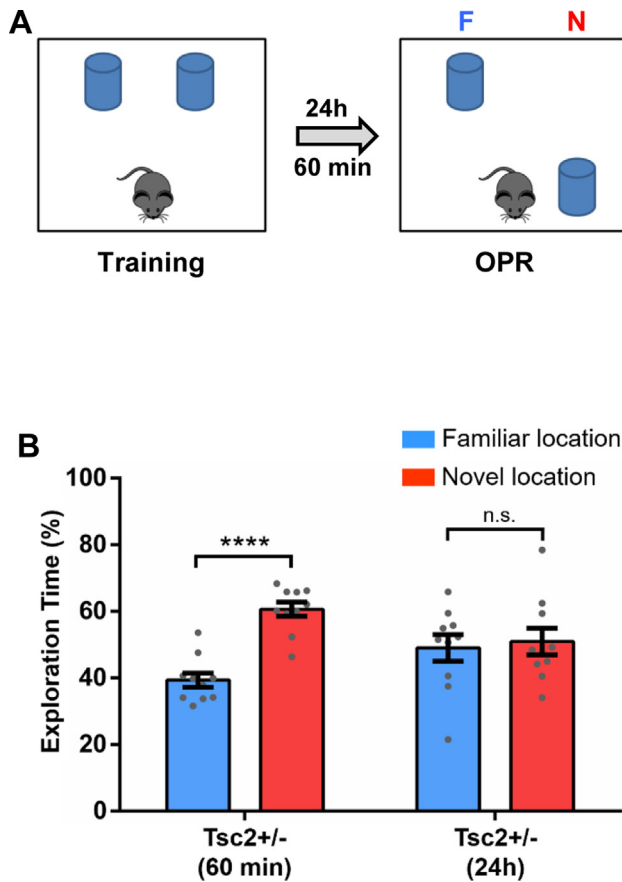 A
F N
24h
60 min
Training
OPR
B
Familiar location
Novel location
Exploration Time (%)
100
80
60
40
20
0
****
n.s.
Tsc2+/-
(60 min)
Tsc2+/-
(24h)